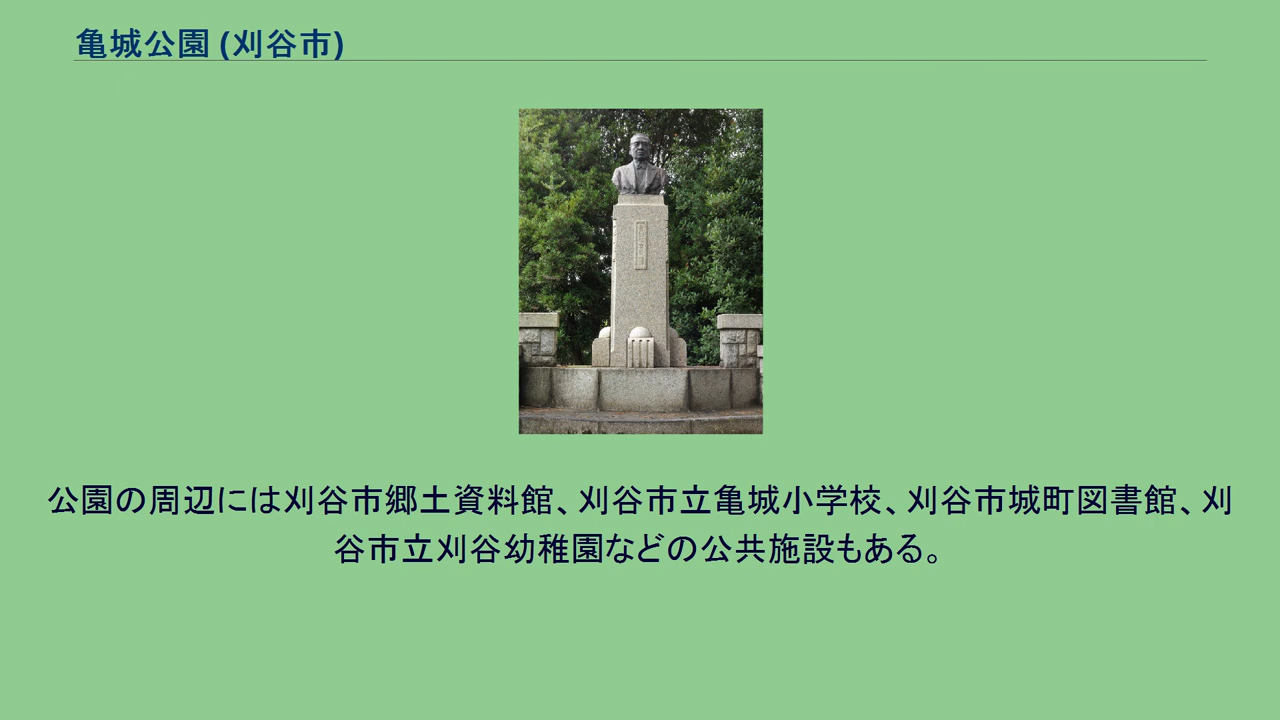 亀城公園 (刈谷市)
公園の周辺には刈谷市郷土資料館、刈谷市立亀城小学校、刈谷市城町図書館、刈
谷市立刈谷幼稚園などの公共施設もある。